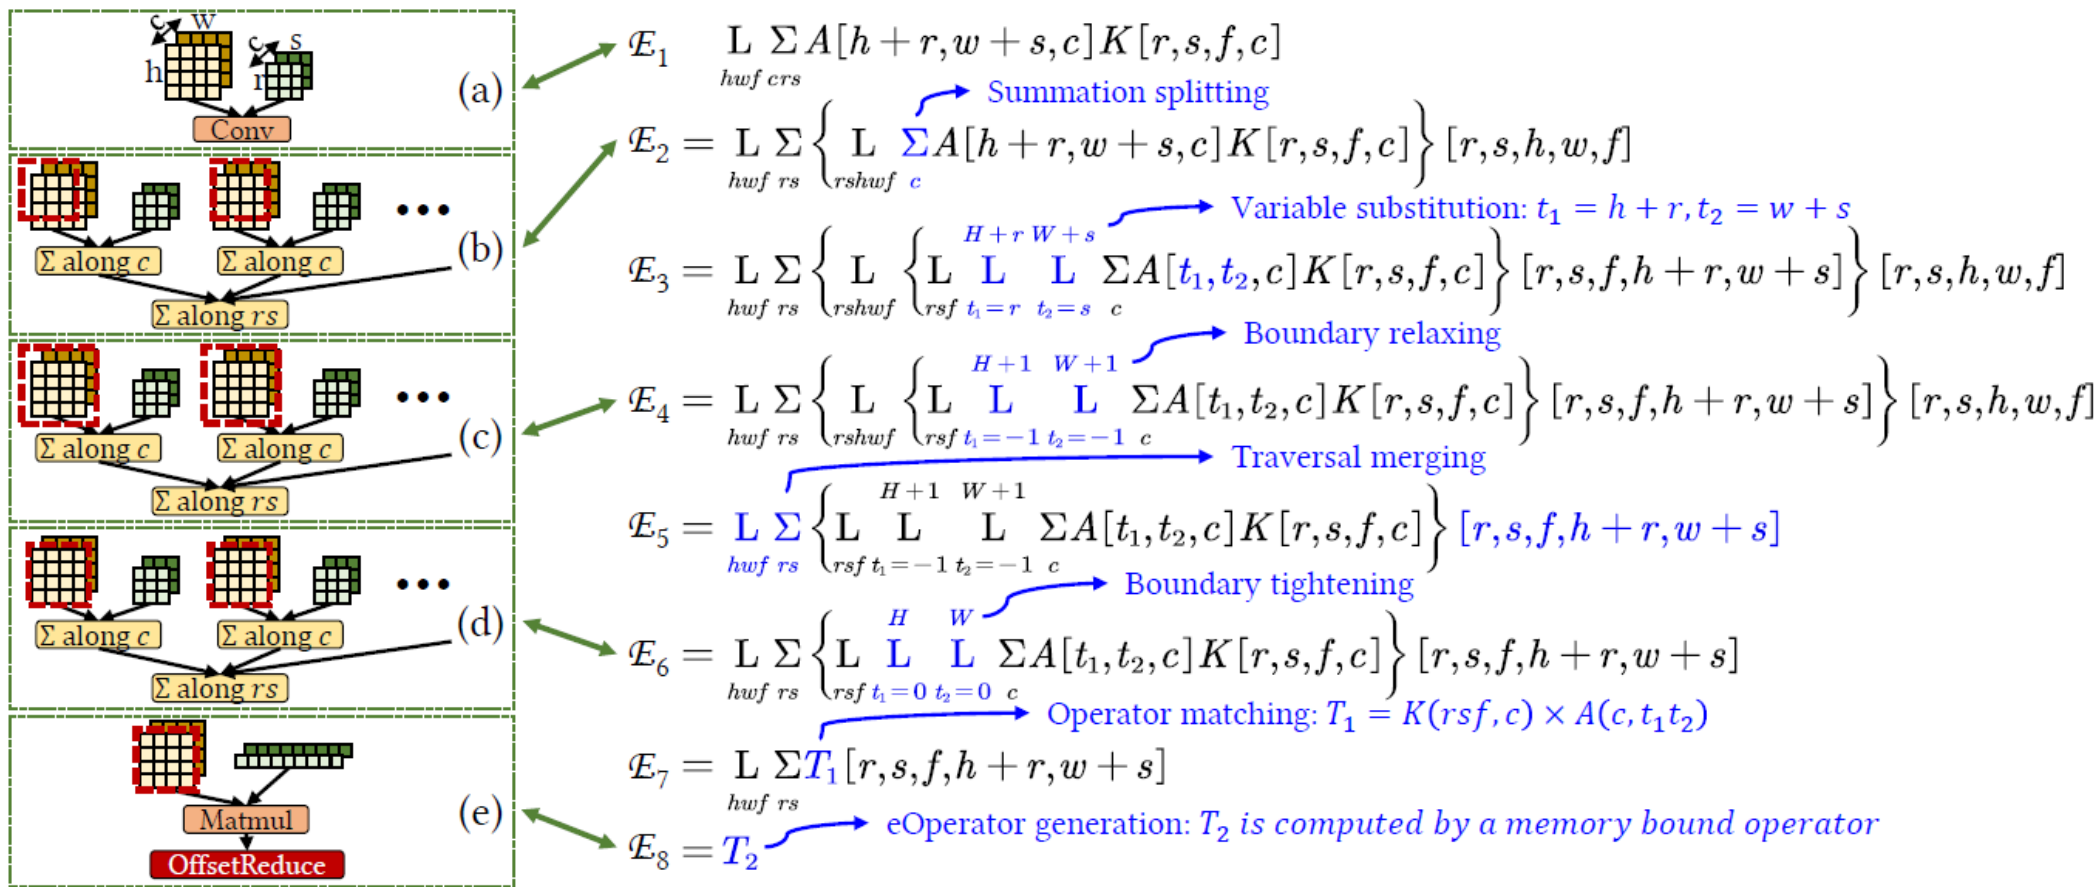 c w c s
h r
Conv
(a)
Σ along c Σ along c
Σ along rs
•••
(b)
Σ along c Σ along c
Σ along rs
•••
(c)
Σ along c Σ along c
Σ along rs
•••
(d)
Matmul
OffsetReduce
(e)
ℰ₁ L Σ A[h + r, w + s, c]K[r, s, f, c]
hwf crs
Summation splitting
ℰ₂ = L Σ { L Σ A[h + r, w + s, c]K[r, s, f, c] } [r, s, h, w, f]
hwf rs rshwf c
Variable substitution: t₁ = h + r, t₂ = w + s
H + r W + s
ℰ₃ = L Σ { L { L L L Σ A[t₁, t₂, c]K[r, s, f, c] } [r, s, f, h + r, w + s] } [r, s, h, w, f]
hwf rs rshwf rsf t₁ = r t₂ = s c
Boundary relaxing
H + 1 W + 1
ℰ₄ = L Σ { L { L L L Σ A[t₁, t₂, c]K[r, s, f, c] } [r, s, f, h + r, w + s] } [r, s, h, w, f]
hwf rs rshwf rsf t₁ = −1 t₂ = −1 c
Traversal merging
H + 1 W + 1
ℰ₅ = L Σ { L L L Σ A[t₁, t₂, c]K[r, s, f, c] } [r, s, f, h + r, w + s]
hwf rs rsf t₁ = −1 t₂ = −1 c
Boundary tightening
H W
ℰ₆ = L Σ { L L L Σ A[t₁, t₂, c]K[r, s, f, c] } [r, s, f, h + r, w + s]
hwf rs rsf t₁ = 0 t₂ = 0 c
Operator matching: T₁ = K(rsf, c) × A(c, t₁t₂)
ℰ₇ = L Σ T₁[r, s, f, h + r, w + s]
hwf rs
eOperator generation: T₂ is computed by a memory bound operator
ℰ₈ = T₂